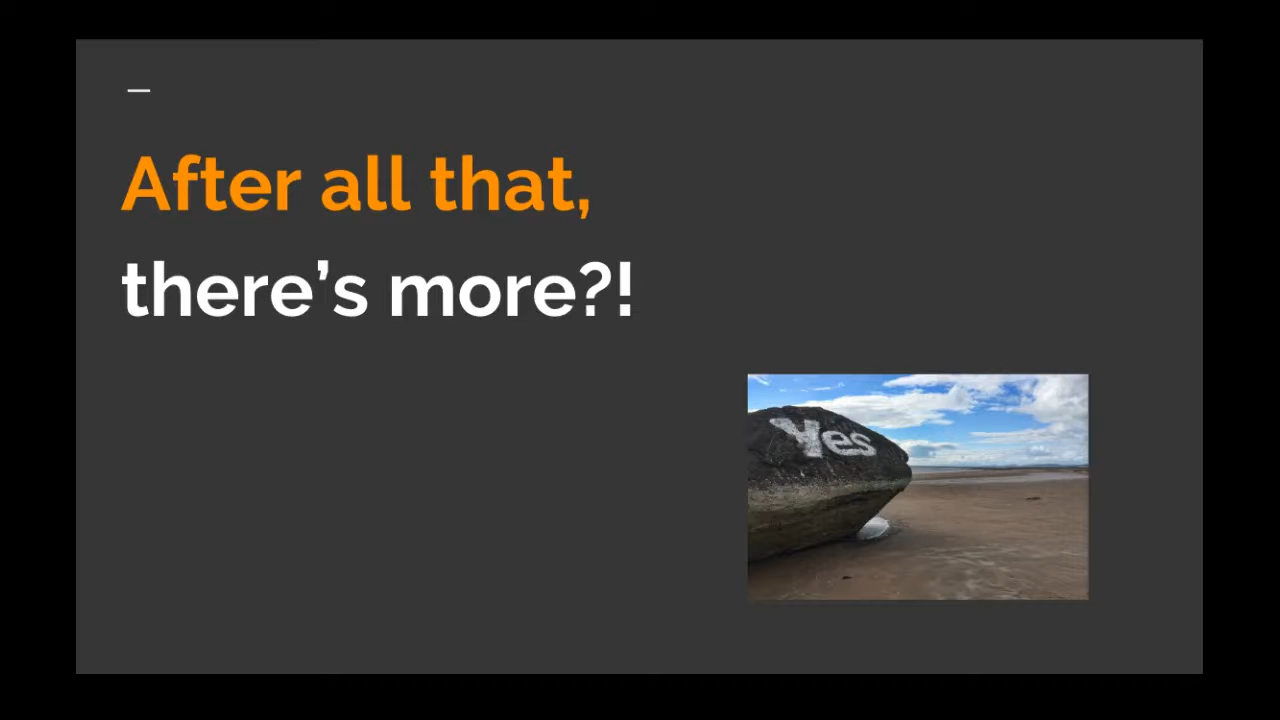 After all that,
there’s more?!
Yes